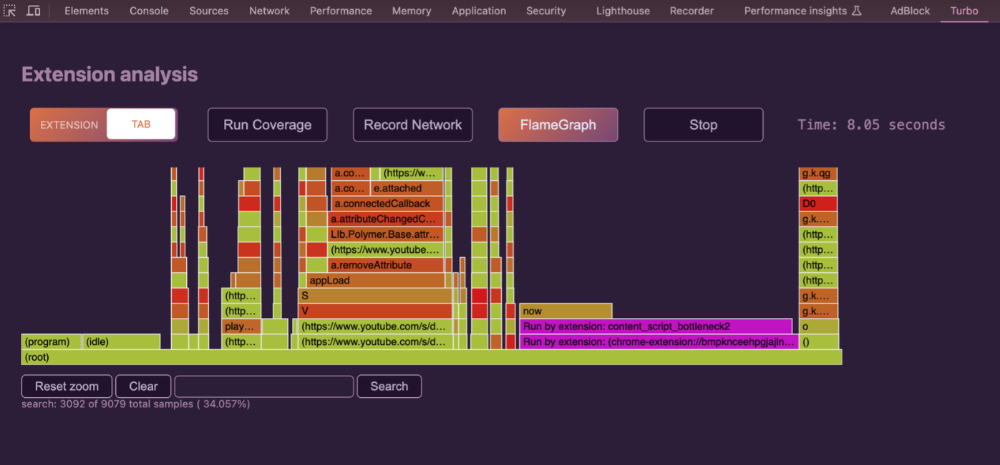 Elements Console Sources Network Performance Memory Application Security Lighthouse Recorder Performance insights AdBlock Turbo
Extension analysis
EXTENSION TAB Run Coverage Record Network FlameGraph Stop Time: 8.05 seconds
a.co... (https://w... g.k.qg
a.co... e.attached (http...
a.connectedCallback D0
a.attributeChangedC... g.k....
LIb.Polymer.Base.attr... (http...
(https://www.youtube.... (http...
a.removeAttribute (http...
appLoad (http...
(http... S g.k....
(http... V now g.k....
play... (https://www.youtube.com/s/d... Run by extension: content_script_bottleneck2 o
(program) (idle) (http... (https://www.youtube.com/s/d... Run by extension: (chrome-extension://bmpknceehpgjajln... ()
(root)
Reset zoom Clear Search
search: 3092 of 9079 total samples ( 34.057%)